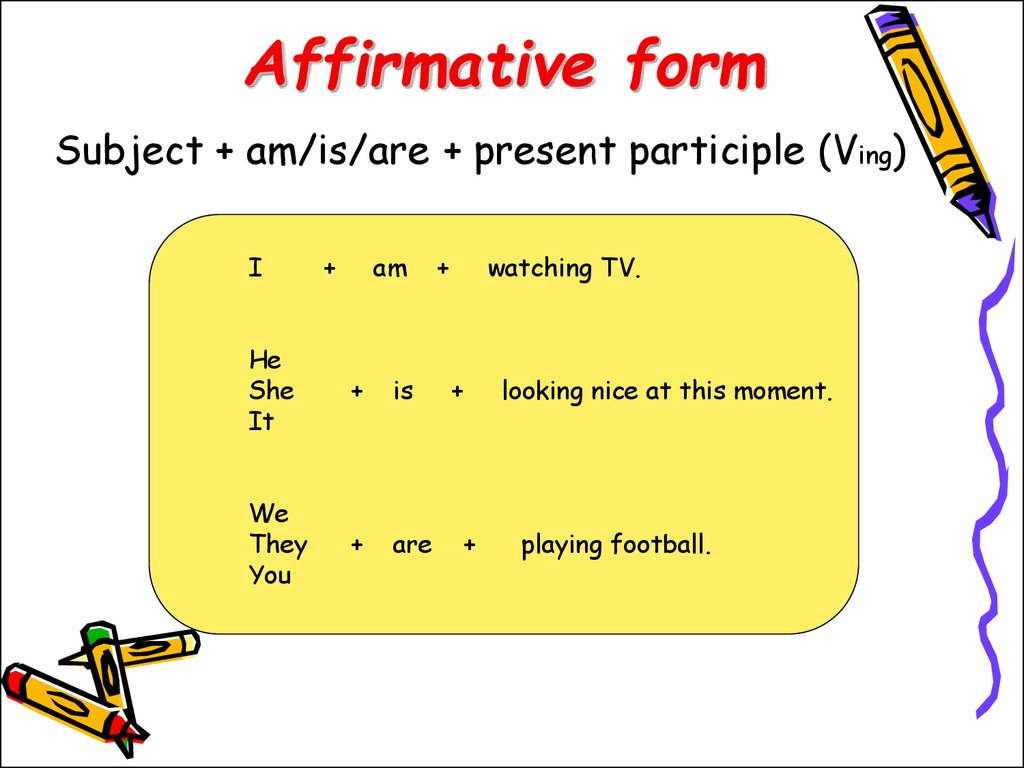 Affirmative form
Subject + am/is/are + present participle (Ving)
I + am + watching TV.
He
She + is + looking nice at this moment.
It
We
They + are + playing football.
You